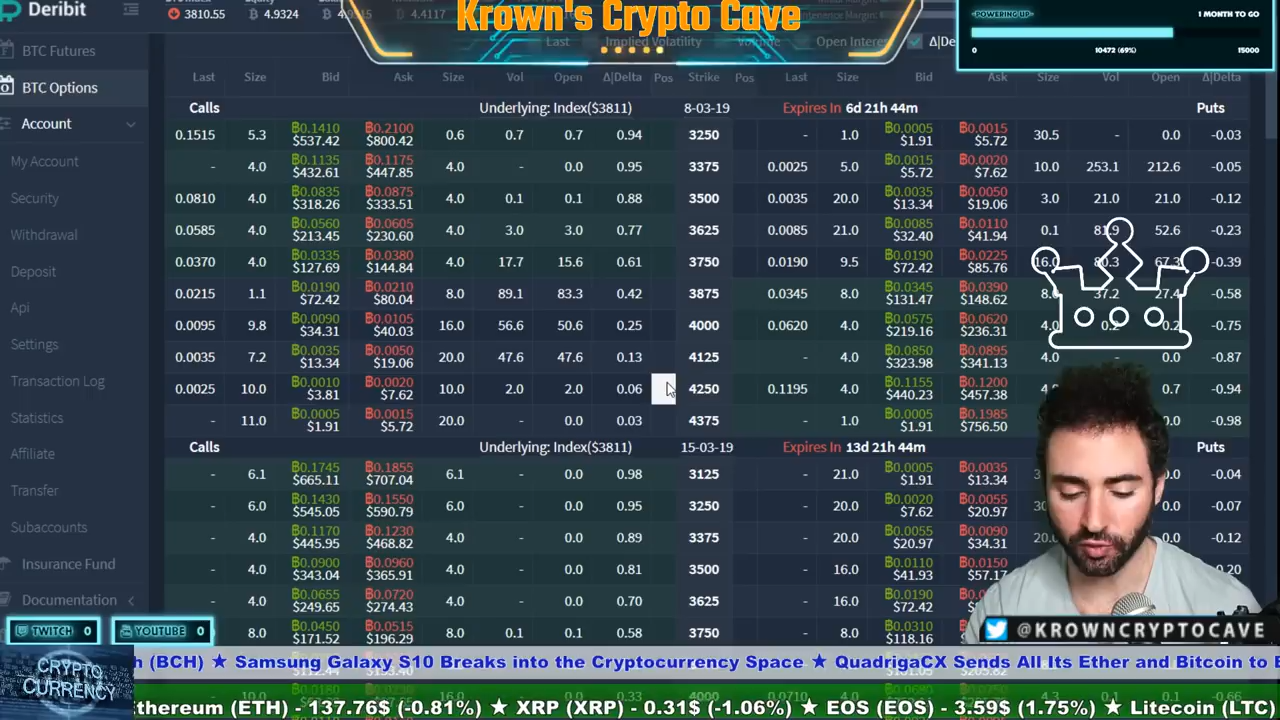 Deribit
3810.55
Equity
฿ 4.9324
Krown's Crypto Cave
POWERING UP
1 MONTH TO GO
0
10472 (69%)
15000
BTC Futures
BTC Options
Account
My Account
Security
Withdrawal
Deposit
Api
Settings
Transaction Log
Statistics
Affiliate
Transfer
Subaccounts
Insurance Fund
Documentation
Last Implied Volatility Volume Open Interest
Last Size Bid Ask Size Vol Open Δ|Delta Pos Strike Pos Last Size Bid Ask Size Vol Open Δ|Delta
Calls Underlying: Index($3811) 8-03-19 Expires In 6d 21h 44m Puts
0.1515 5.3 ฿0.1410 ฿0.2100 0.6 0.7 0.7 0.94 3250 - 1.0 ฿0.0005 ฿0.0015 30.5 - 0.0 -0.03
$537.42 $800.42 $1.91 $5.72
- 4.0 ฿0.1135 ฿0.1175 4.0 - 0.0 0.95 3375 0.0025 5.0 ฿0.0015 ฿0.0020 10.0 253.1 212.6 -0.05
$432.61 $447.85 $5.72 $7.62
0.0810 4.0 ฿0.0835 ฿0.0875 4.0 0.1 0.1 0.88 3500 0.0035 20.0 ฿0.0035 ฿0.0050 3.0 21.0 21.0 -0.12
$318.26 $333.51 $13.34 $19.06
0.0585 4.0 ฿0.0560 ฿0.0605 4.0 3.0 3.0 0.77 3625 0.0085 21.0 ฿0.0085 ฿0.0110 0.1 52.6 -0.23
$213.45 $230.60 $32.40 $41.94
0.0370 4.0 ฿0.0335 ฿0.0380 4.0 17.7 15.6 0.61 3750 0.0190 9.5 ฿0.0190 ฿0.0225 16.0 -0.39
$127.69 $144.84 $72.42 $85.76
0.0215 1.1 ฿0.0190 ฿0.0210 8.0 89.1 83.3 0.42 3875 0.0345 8.0 ฿0.0375 ฿0.0390 37.2 27.4 -0.58
$72.42 $80.04 $131.47 $148.62
0.0095 9.8 ฿0.0090 ฿0.0105 16.0 56.6 50.6 0.25 4000 0.0620 4.0 ฿0.0575 ฿0.0620 4.0 -0.75
$34.31 $40.03 $219.16 $236.31
0.0035 7.2 ฿0.0035 ฿0.0050 20.0 47.6 47.6 0.13 4125 - 4.0 ฿0.0850 ฿0.0895 4.0 - 0.0 -0.87
$13.34 $19.06 $323.98 $341.13
0.0025 10.0 ฿0.0010 ฿0.0020 10.0 2.0 2.0 0.06 4250 0.1195 4.0 ฿0.1155 ฿0.1200 0.7 -0.94
$3.81 $7.62 $440.23 $457.38
- 11.0 ฿0.0005 ฿0.0015 20.0 - 0.0 0.03 4375 - 1.0 ฿0.0005 ฿0.1985 0.0 -0.98
$1.91 $5.72 $1.91 $756.50
Calls Underlying: Index($3811) 15-03-19 Expires In 13d 21h 44m Puts
- 6.1 ฿0.1745 ฿0.1855 6.1 - 0.0 0.98 3125 - 21.0 ฿0.0005 ฿0.0035 -0.04
$665.11 $707.04 $1.91 $13.34
- 6.0 ฿0.1430 ฿0.1550 6.0 - 0.0 0.95 3250 - 20.0 ฿0.0020 ฿0.0055 -0.07
$545.05 $590.79 $7.62 $20.97
- 4.0 ฿0.1170 ฿0.1230 4.0 - 0.0 0.89 3375 - 20.0 ฿0.0055 ฿0.0090 -0.12
$445.95 $468.82 $20.97 $34.31
- 4.0 ฿0.0900 ฿0.0960 4.0 - 0.0 0.81 3500 - 16.0 ฿0.0110
$343.04 $365.91 $41.93 $57.17
- 4.0 ฿0.0655 ฿0.0720 4.0 - 0.0 0.70 3625 - 16.0 ฿0.0190
$249.65 $274.43 $72.42
8.0 ฿0.0450 ฿0.0515 8.0 0.1 0.1 0.58 3750 - 8.0 ฿0.0310
$171.52 $196.29 $118.16
TWITCH 0 YOUTUBE 0
@KROWNCRYPTOCAVE
CRYPTO
CURRENCY
(BCH) ★ Samsung Galaxy S10 Breaks into the Cryptocurrency Space ★ QuadrigaCX Sends All Its Ether and Bitcoin to
Ethereum (ETH) - 137.76$ (-0.81%) ★ XRP (XRP) - 0.31$ (-1.06%) ★ EOS (EOS) - 3.59$ (1.75%) ★ Litecoin (LTC)